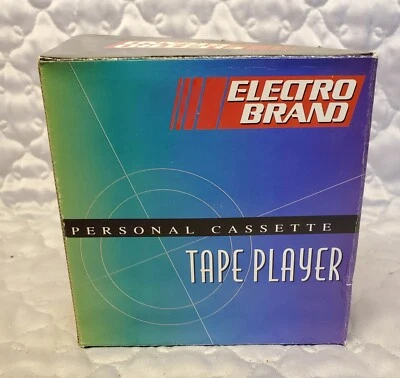 ELECTRO
BRAND
PERSONAL CASSETTE
TAPE PLAYER